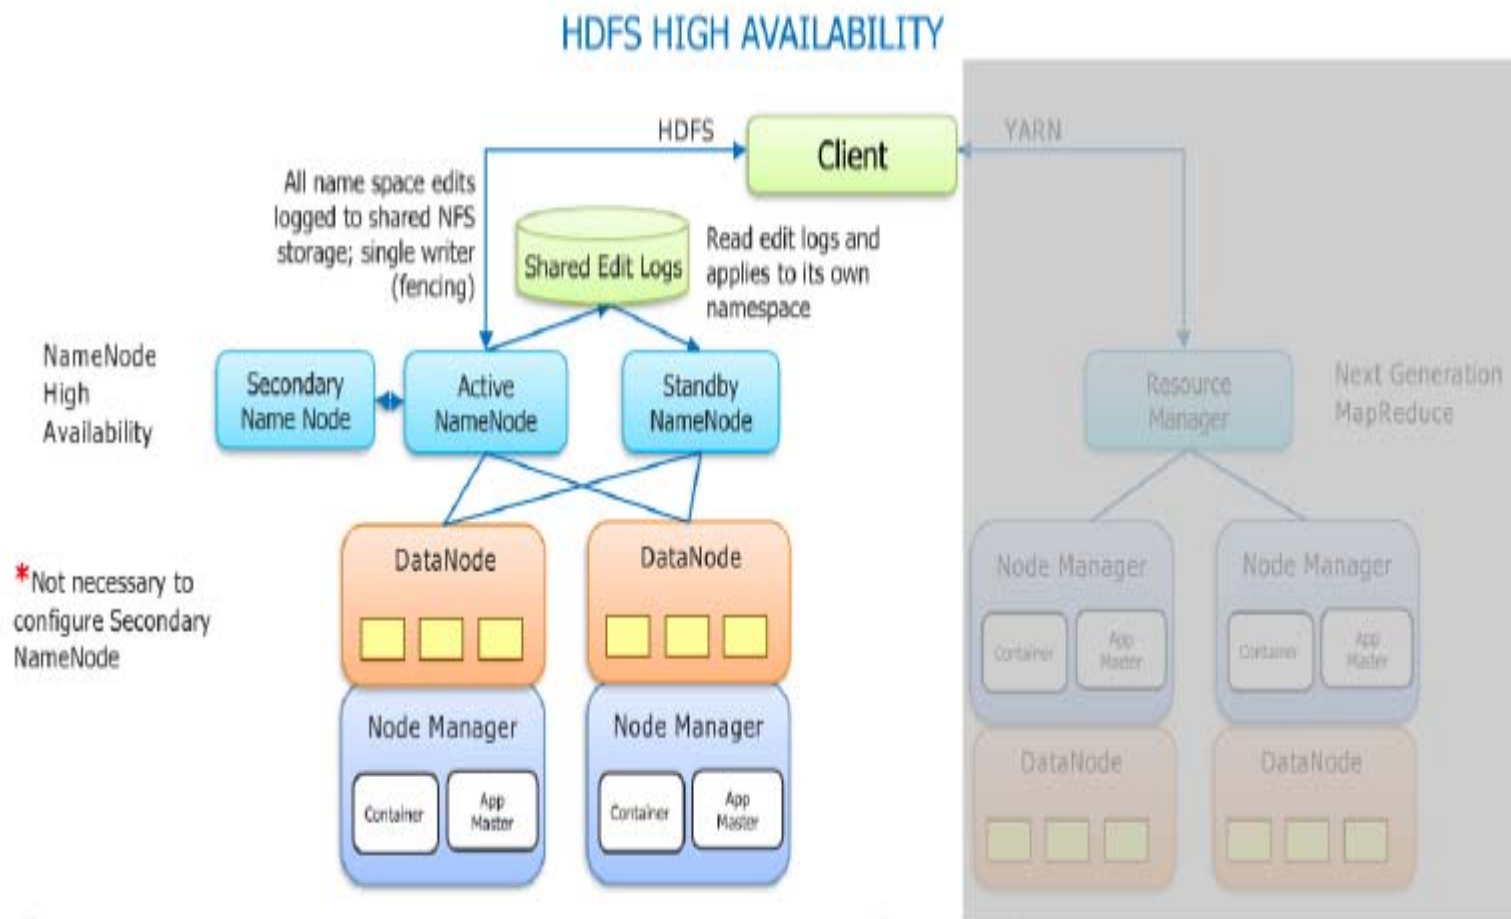 HDFS HIGH AVAILABILITY
HDFS
Client
YARN
All name space edits
logged to shared NFS
storage; single writer
(fencing)
Shared Edit Logs
Read edit logs and
applies to its own
namespace
NameNode
High
Availability
Secondary
Name Node
Active
NameNode
Standby
NameNode
Resource
Manager
Next Generation
MapReduce
*Not necessary to
configure Secondary
NameNode
DataNode
DataNode
Node Manager
Container
App
Master
Node Manager
Container
App
Master
Node Manager
Container
App
Master
Node Manager
Container
App
Master
DataNode
DataNode